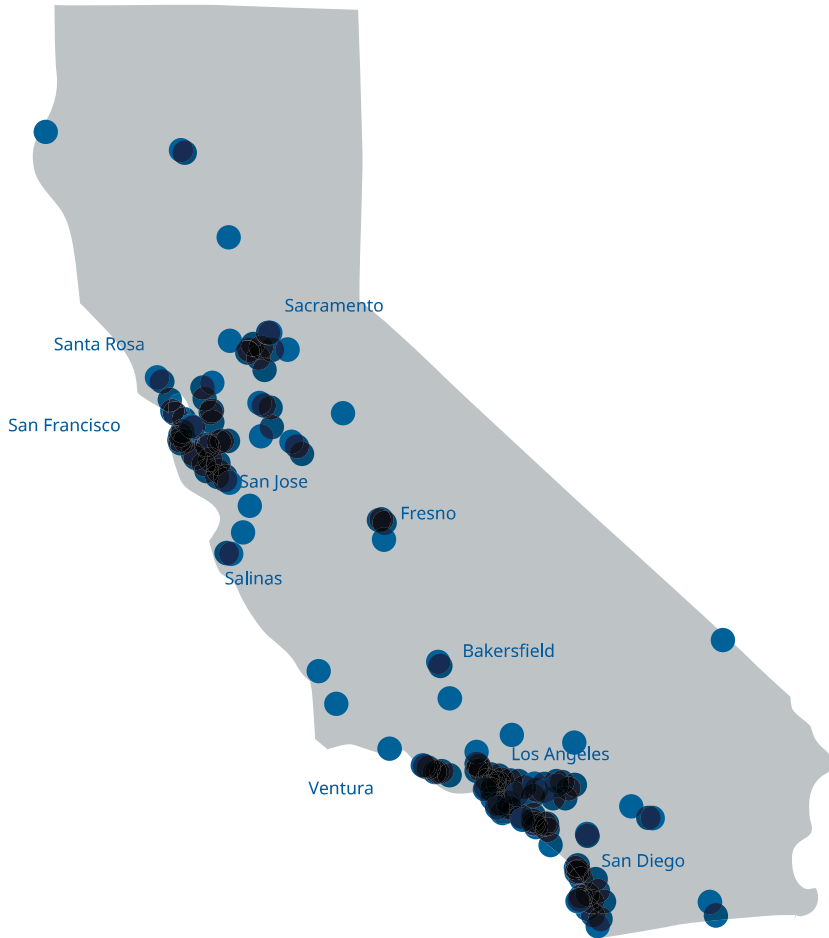 Sacramento
Santa Rosa
San Francisco
San Jose
Fresno
Salinas
Bakersfield
Los Angeles
Ventura
San Diego